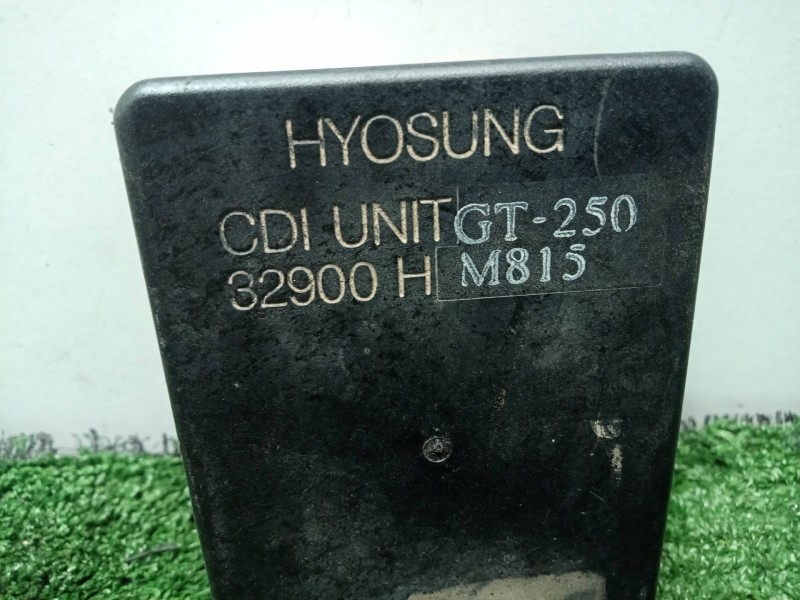 HYOSUNG
CDI UNIT GT-250
32900 H M815